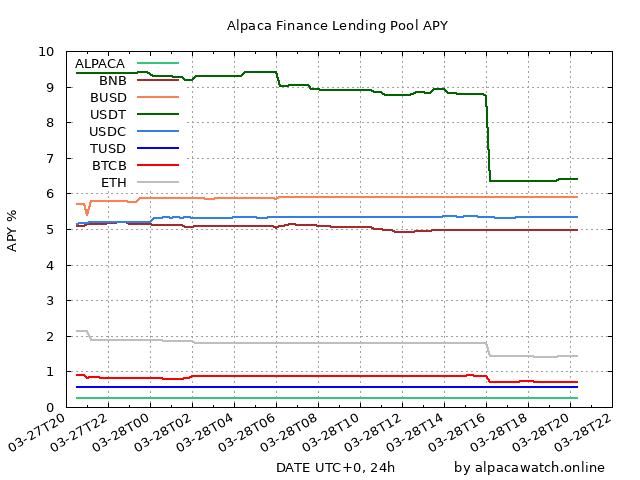 Alpaca Finance Lending Pool APY
10
9
8
7
6
5
4
3
2
1
0
APY %
ALPACA
BNB
BUSD
USDT
USDC
TUSD
BTCB
ETH
03-27T20
03-27T22
03-28T00
03-28T02
03-28T04
03-28T06
03-28T08
03-28T10
03-28T12
03-28T14
03-28T16
03-28T18
03-28T20
03-28T22
DATE UTC+0, 24h
by alpacawatch.online